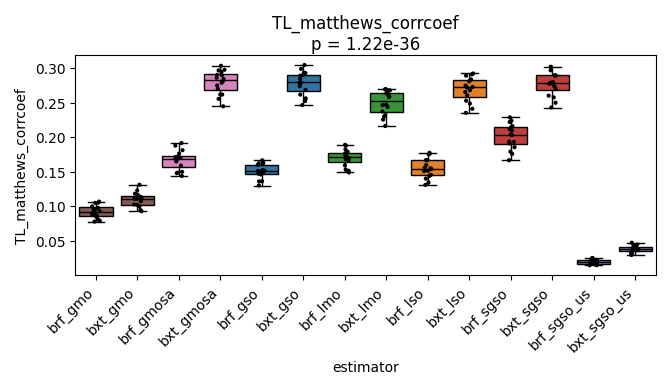 TL_matthews_corrcoef
p = 1.22e-36
TL_matthews_corrcoef
0.30
0.25
0.20
0.15
0.10
0.05
brf_gmo
bxt_gmo
brf_gmosa
bxt_gmosa
brf_gso
bxt_gso
brf_lmo
bxt_lmo
brf_lso
bxt_lso
brf_sgso
bxt_sgso
brf_sgso_us
bxt_sgso_us
estimator